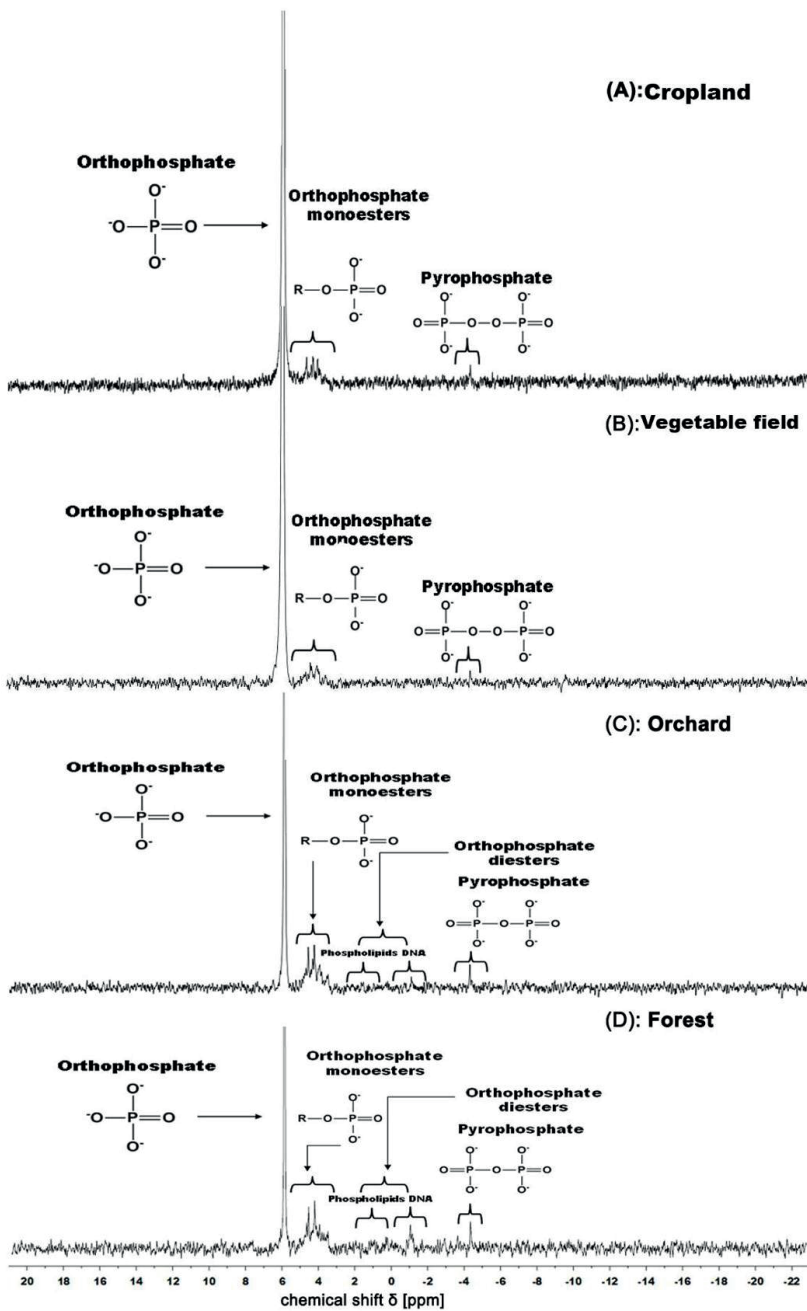 (A):Cropland
Orthophosphate
O⁻
⁻O—P=O
O⁻
Orthophosphate
monoesters
O⁻
R—O—P=O
O⁻
Pyrophosphate
O⁻ O⁻
O=P—O—O—P=O
O⁻ O⁻
(B):Vegetable field
Orthophosphate
O⁻
⁻O—P=O
O⁻
Orthophosphate
monoesters
O⁻
R—O—P=O
O⁻
Pyrophosphate
O⁻ O⁻
O=P—O—O—P=O
O⁻ O⁻
(C): Orchard
Orthophosphate
O⁻
⁻O—P=O
O⁻
Orthophosphate
monoesters
O⁻
R—O—P=O
O⁻
Orthophosphate
diesters
Pyrophosphate
O⁻ O⁻
O=P—O—P=O
O⁻ O⁻
Phospholipids DNA
(D): Forest
Orthophosphate
O⁻
⁻O—P=O
O⁻
Orthophosphate
monoesters
O⁻
R—O—P=O
O⁻
Orthophosphate
diesters
Pyrophosphate
O⁻ O⁻
O=P—O—P=O
O⁻ O⁻
Phospholipids DNA
20 18 16 14 12 10 8 6 4 2 0 -2 -4 -6 -8 -10 -12 -14 -16 -18 -20 -22
chemical shift δ [ppm]